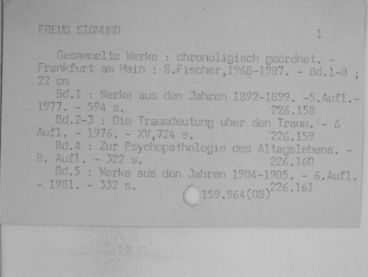 FREUD, SIGMUND 1
Gesammelte Werke : chronoligisch geordnet. -
Frankfurt am Main : S.Fischer,1968-1987. - Bd.1-8 ;
22 cm
Bd.1 : Werke aus den Jahren 1892-1899. -5.Aufl.-
1977. - 594 s. 226.158
Bd.2-3 : Die Traumdeutung uber den Traum. - 6
Aufl. - 1976. - XV,724 s. 226.159
Bd.4 : Zur Psychopathologie des Altagslebens. -
8. Aufl. - 322 s. 226.160
Bd.5 : Werke aus den Jahren 1904-1905. - 6.Aufl.
- 1981. - 332 s. 226.161
159.964(08)